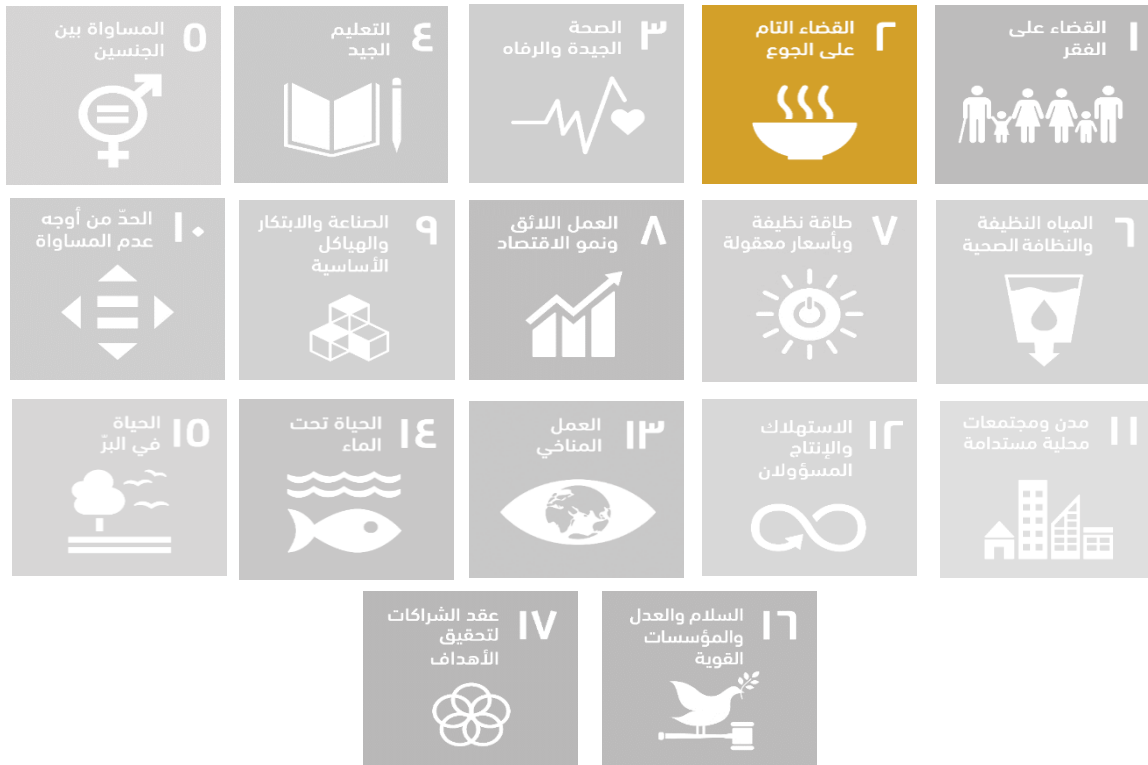 ١
القضاء على
الفقر
٢
القضاء التام
على الجوع
٣
الصحة
الجيدة والرفاه
٤
التعليم
الجيد
٥
المساواة بين
الجنسين
٦
المياه النظيفة
والنظافة الصحية
٧
طاقة نظيفة
وبأسعار معقولة
٨
العمل اللائق
ونمو الاقتصاد
٩
الصناعة والابتكار
والهياكل
الأساسية
١٠
الحدّ من أوجه
عدم المساواة
١١
مدن ومجتمعات
محلية مستدامة
١٢
الاستهلاك
والإنتاج
المسؤولان
١٣
العمل
المناخي
١٤
الحياة تحت
الماء
١٥
الحياة
في البرّ
١٦
السلام والعدل
والمؤسسات
القوية
١٧
عقد الشراكات
لتحقيق
الأهداف